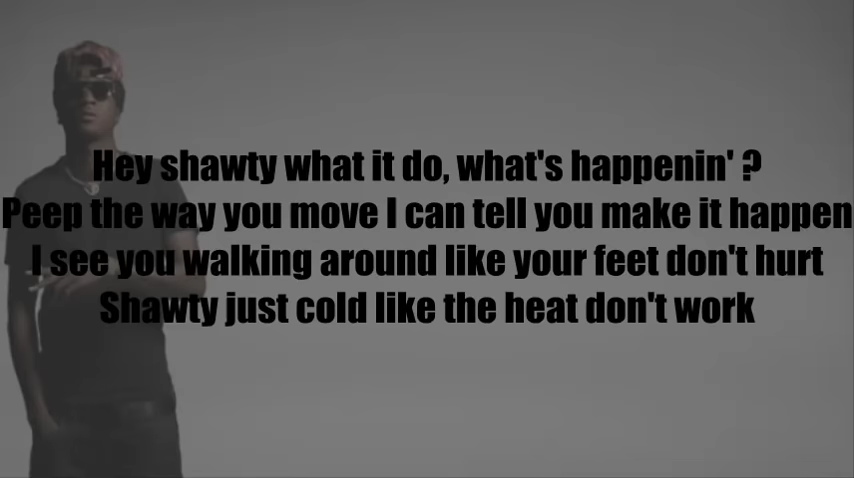 Hey shawty what it do, what's happenin' ?
Peep the way you move I can tell you make it happen
I see you walking around like your feet don't hurt
Shawty just cold like the heat don't work